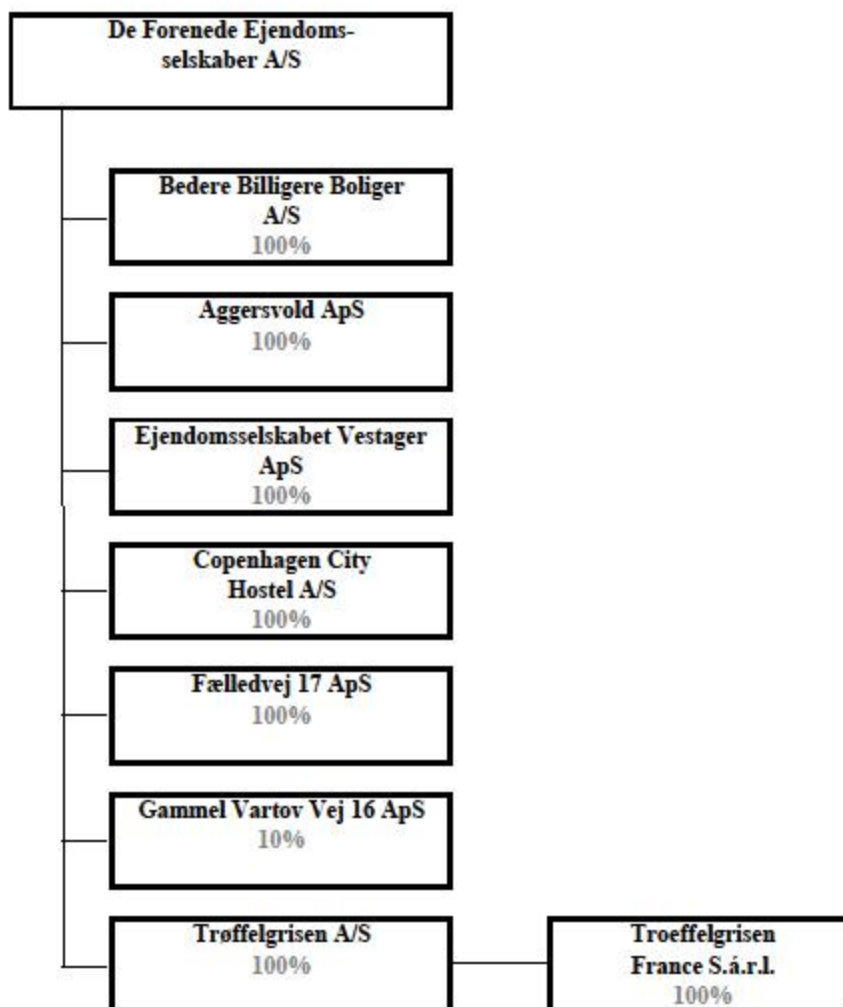 De Forenede Ejendoms-
selskaber A/S
Bedere Billigere Boliger
A/S
100%
Aggersvold ApS
100%
Ejendomsselskabet Vestager
ApS
100%
Copenhagen City
Hostel A/S
100%
Fælledvej 17 ApS
100%
Gammel Vartov Vej 16 ApS
10%
Trøffelgrisen A/S
100%
Troeffelgrisen
France S.á.r.l.
100%